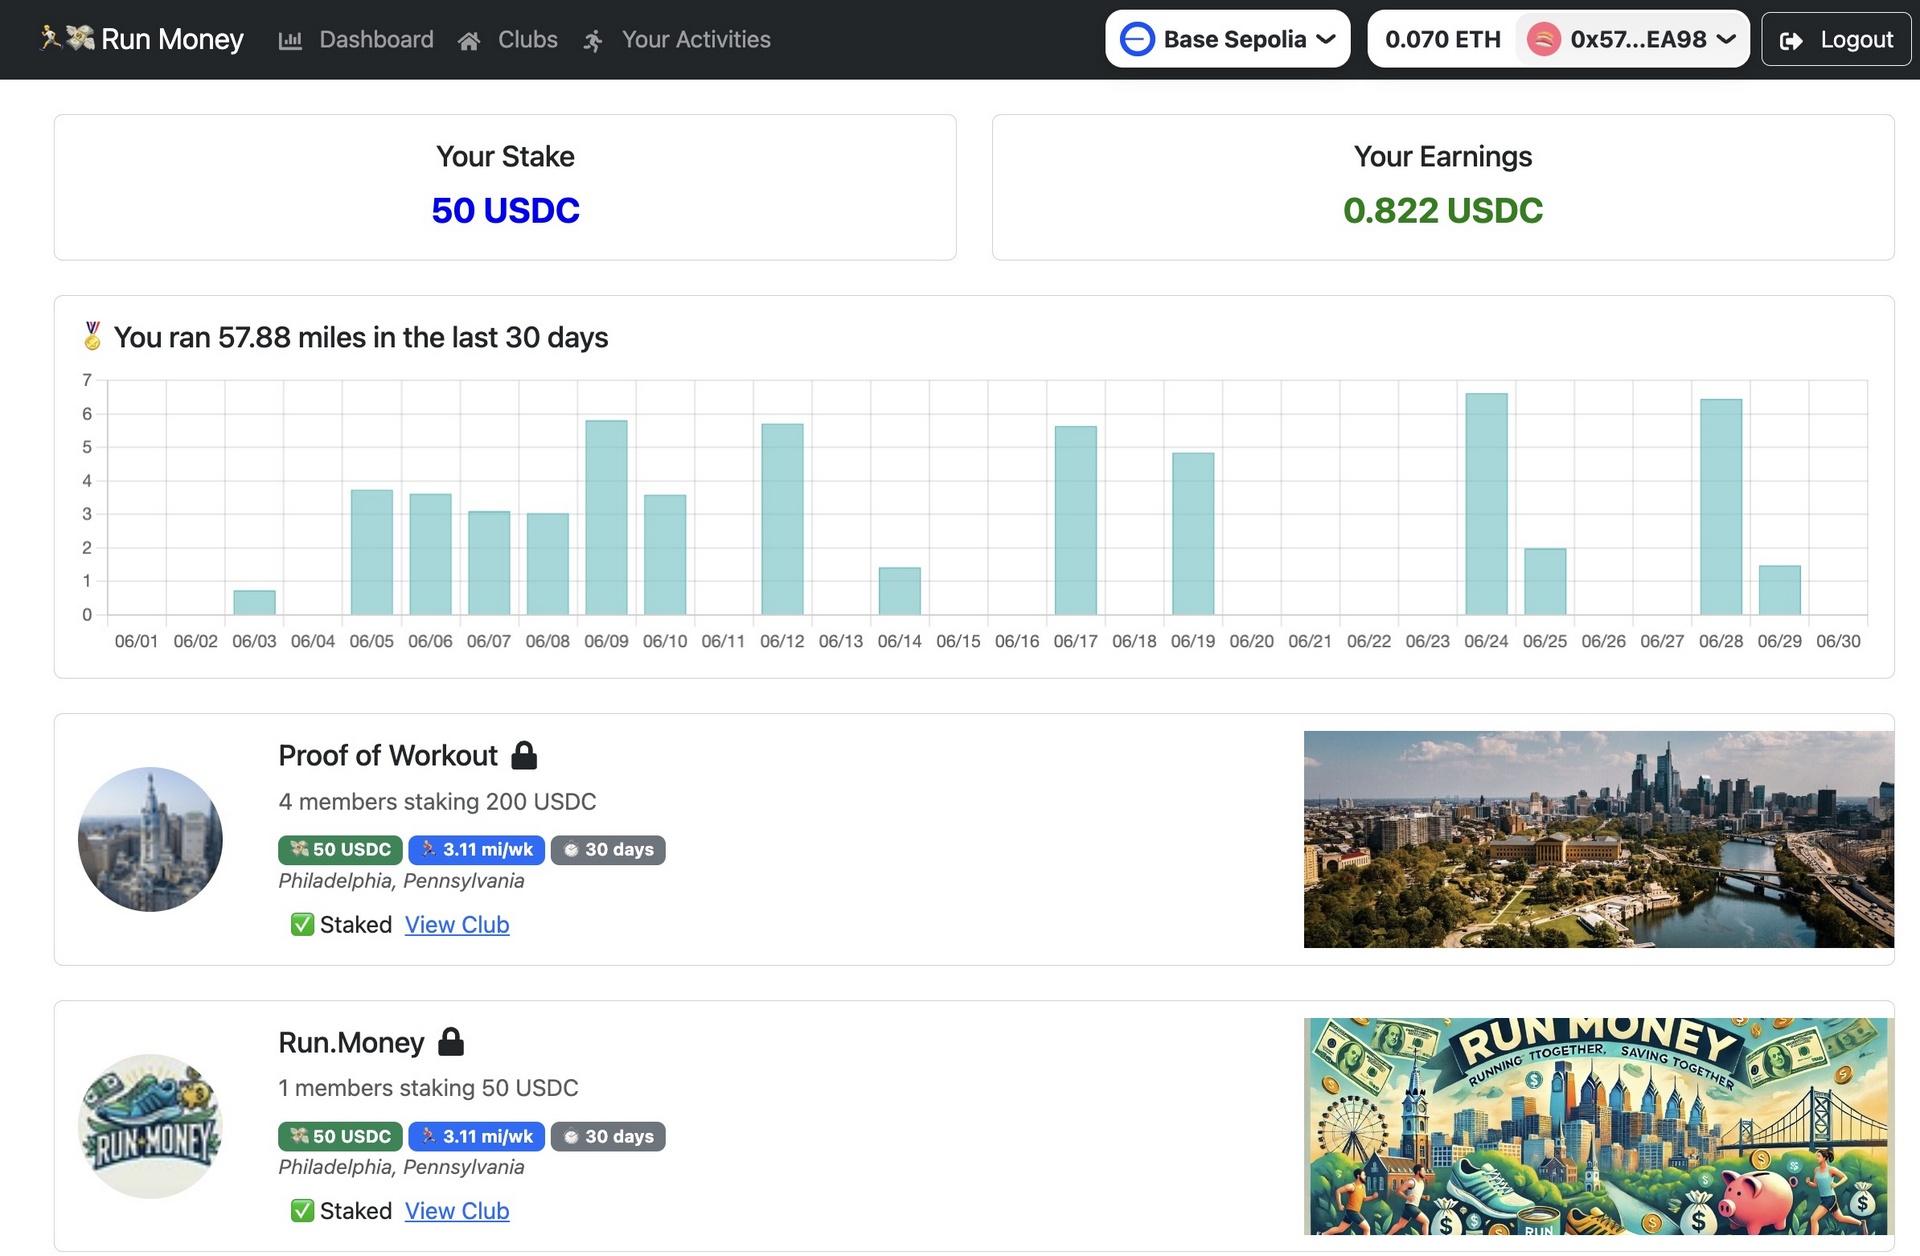 🏃💸 Run Money Dashboard Clubs Your Activities Base Sepolia 0.070 ETH 0x57...EA98 Logout
Your Stake
50 USDC
Your Earnings
0.822 USDC
🏅 You ran 57.88 miles in the last 30 days
7
6
5
4
3
2
1
0
06/01 06/02 06/03 06/04 06/05 06/06 06/07 06/08 06/09 06/10 06/11 06/12 06/13 06/14 06/15 06/16 06/17 06/18 06/19 06/20 06/21 06/22 06/23 06/24 06/25 06/26 06/27 06/28 06/29 06/30
Proof of Workout 🔒
4 members staking 200 USDC
💸 50 USDC 🏃 3.11 mi/wk ⏱ 30 days
Philadelphia, Pennsylvania
✅ Staked View Club
Run.Money 🔒
1 members staking 50 USDC
💸 50 USDC 🏃 3.11 mi/wk ⏱ 30 days
Philadelphia, Pennsylvania
✅ Staked View Club
RUN MONEY
RUN MONEY
RUNNING TTOGETHER, SAVING TOGETHER
RUN